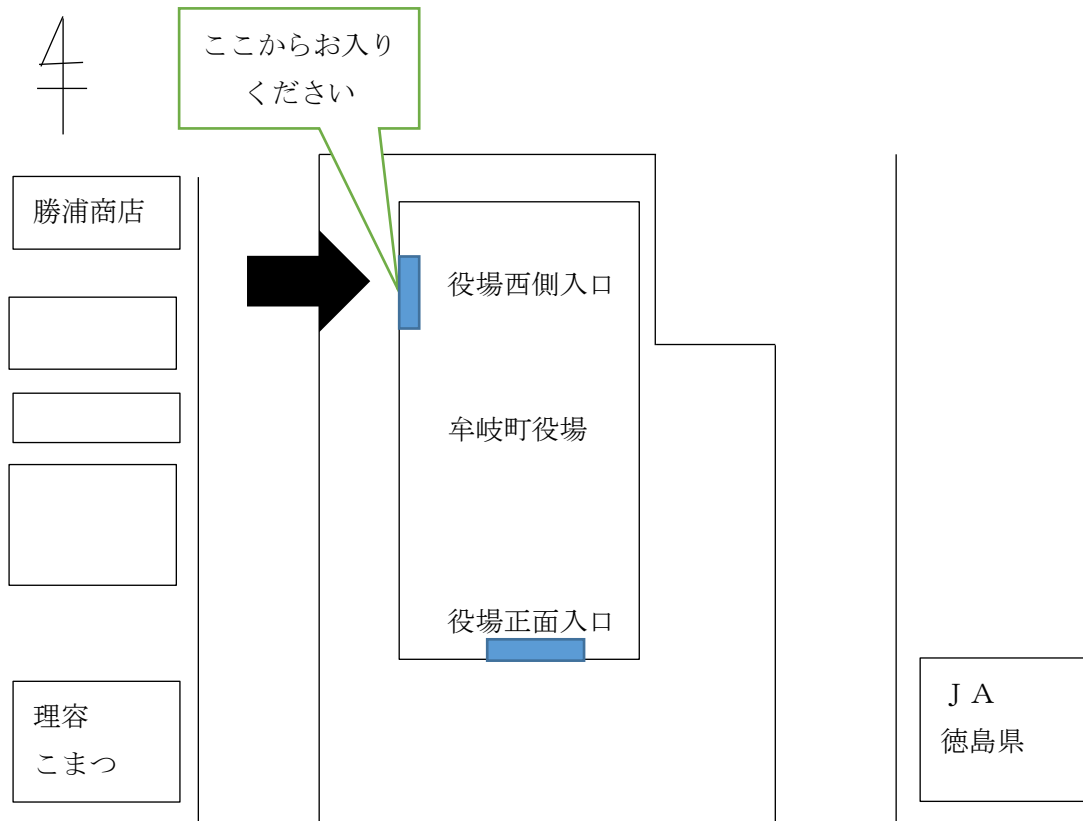 ここからお入り
ください
勝浦商店
役場西側入口
牟岐町役場
役場正面入口
理容
こまつ
ＪＡ
徳島県